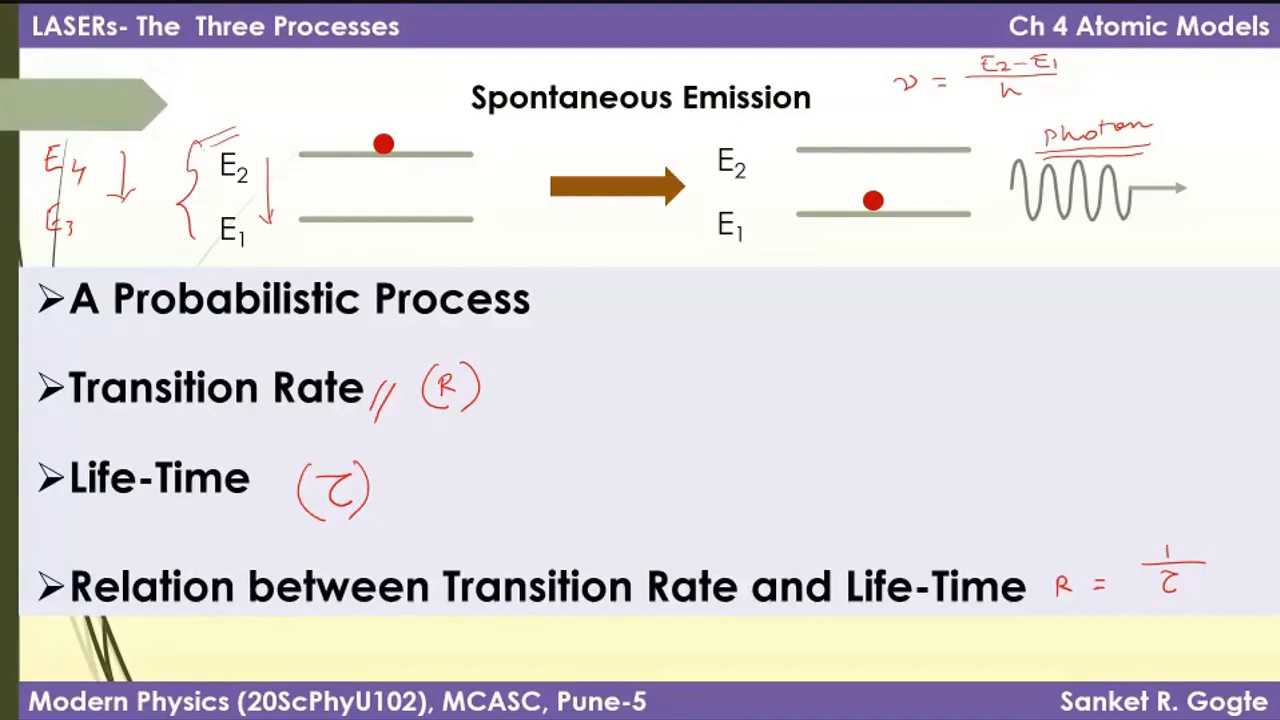 LASERs- The Three Processes
Ch 4 Atomic Models
Spontaneous Emission
ν = E2-E1 / h
photon
E4
E3
E2
E1
E2
E1
➢A Probabilistic Process
➢Transition Rate // (R)
➢Life-Time (τ)
➢Relation between Transition Rate and Life-Time R = 1 / τ
Modern Physics (20ScPhyU102), MCASC, Pune-5
Sanket R. Gogte